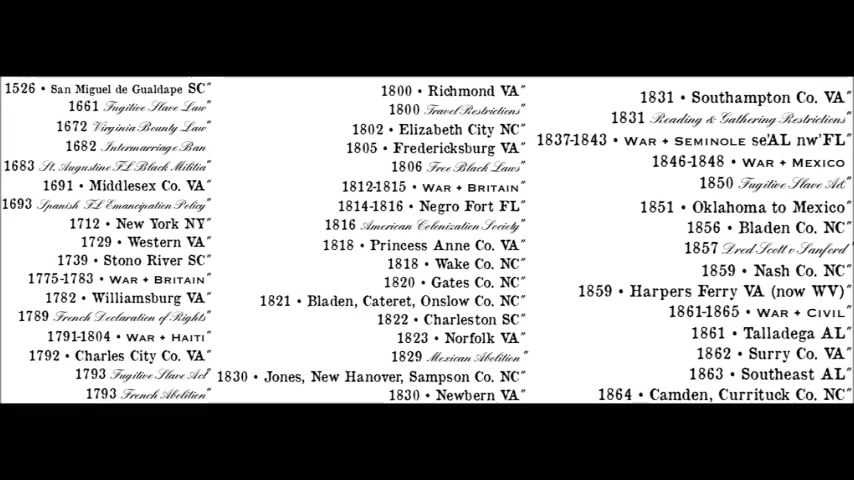 1526 • San Miguel de Gualdape SC"
1661 Fugitive Slave Law"
1672 Virginia Bounty Law"
1682 Intermarriage Ban
1683 St. Augustine FL Black Militia"
1691 • Middlesex Co. VA"
1693 Spanish FL Emancipation Policy"
1712 • New York NY"
1729 • Western VA"
1739 • Stono River SC"
1775-1783 • War + Britain"
1782 • Williamsburg VA"
1789 French Declaration of Rights"
1791-1804 • War + Haiti"
1792 • Charles City Co. VA"
1793 Fugitive Slave Act"
1793 French Abolition"
1800 • Richmond VA"
1800 Travel Restrictions"
1802 • Elizabeth City NC"
1805 • Fredericksburg VA"
1806 Free Black Laws"
1812-1815 • War + Britain"
1814-1816 • Negro Fort FL"
1816 American Colonization Society"
1818 • Princess Anne Co. VA"
1818 • Wake Co. NC"
1820 • Gates Co. NC"
1821 • Bladen, Cateret, Onslow Co. NC"
1822 • Charleston SC"
1823 • Norfolk VA"
1829 Mexican Abolition"
1830 • Jones, New Hanover, Sampson Co. NC"
1830 • Newbern VA"
1831 • Southampton Co. VA"
1831 Reading & Gathering Restrictions"
1837-1843 • War + Seminole se'AL nw'FL"
1846-1848 • War + Mexico
1850 Fugitive Slave Act"
1851 • Oklahoma to Mexico"
1856 • Bladen Co. NC"
1857 Dred Scott v Sanford"
1859 • Nash Co. NC"
1859 • Harpers Ferry VA (now WV)"
1861-1865 • War + Civil"
1861 • Talladega AL"
1862 • Surry Co. VA"
1863 • Southeast AL"
1864 • Camden, Currituck Co. NC"